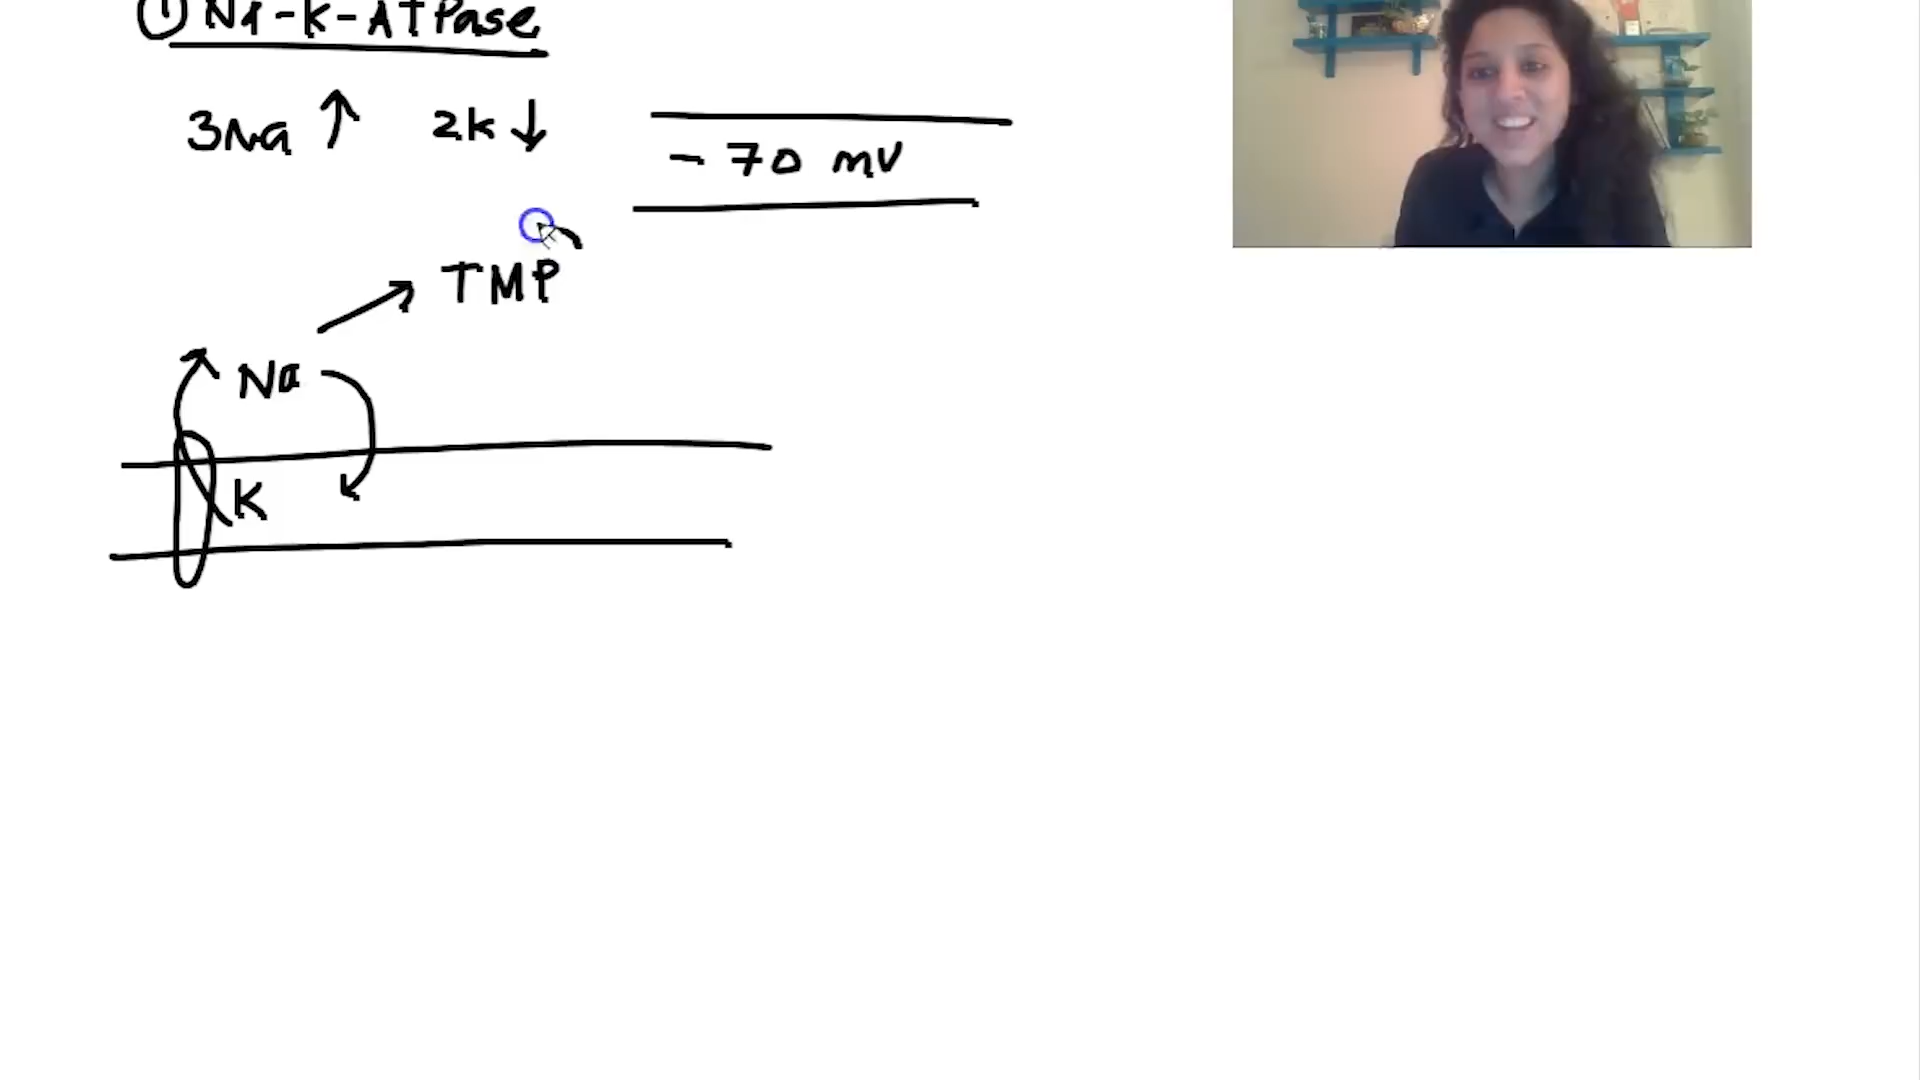 ① Na-K-ATPase
3Na ↑ 2K ↓
- 70 mV
TMP
Na
K